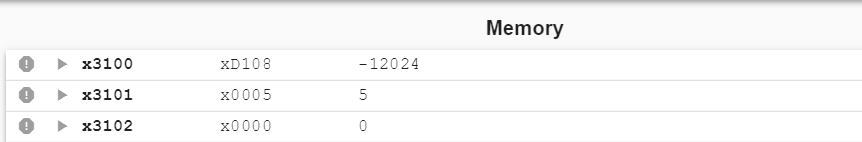 Memory
x3100 xD108 -12024
x3101 x0005 5
x3102 x0000 0